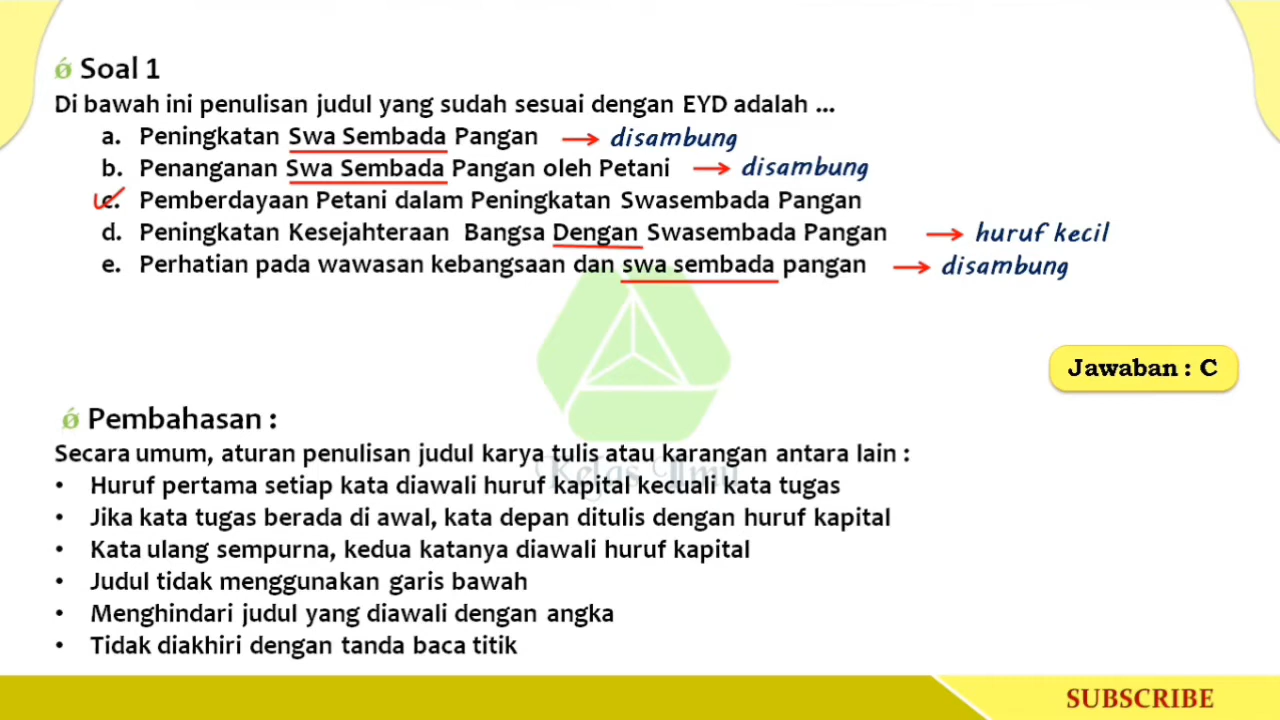 Soal 1
Di bawah ini penulisan judul yang sudah sesuai dengan EYD adalah ...
a. Peningkatan Swa Sembada Pangan → disambung
b. Penanganan Swa Sembada Pangan oleh Petani → disambung
c. Pemberdayaan Petani dalam Peningkatan Swasembada Pangan
d. Peningkatan Kesejahteraan Bangsa Dengan Swasembada Pangan → huruf kecil
e. Perhatian pada wawasan kebangsaan dan swa sembada pangan → disambung
Jawaban : C
Pembahasan :
Secara umum, aturan penulisan judul karya tulis atau karangan antara lain :
Kelas Ilmu
• Huruf pertama setiap kata diawali huruf kapital kecuali kata tugas
• Jika kata tugas berada di awal, kata depan ditulis dengan huruf kapital
• Kata ulang sempurna, kedua katanya diawali huruf kapital
• Judul tidak menggunakan garis bawah
• Menghindari judul yang diawali dengan angka
• Tidak diakhiri dengan tanda baca titik
SUBSCRIBE